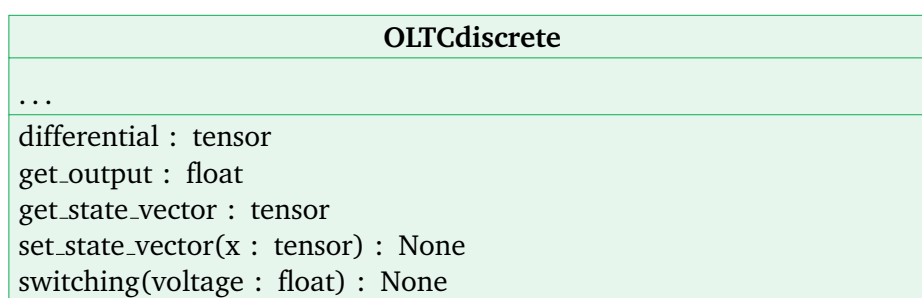 OLTCdiscrete
...
differential : tensor
get_output : float
get_state_vector : tensor
set_state_vector(x : tensor) : None
switching(voltage : float) : None